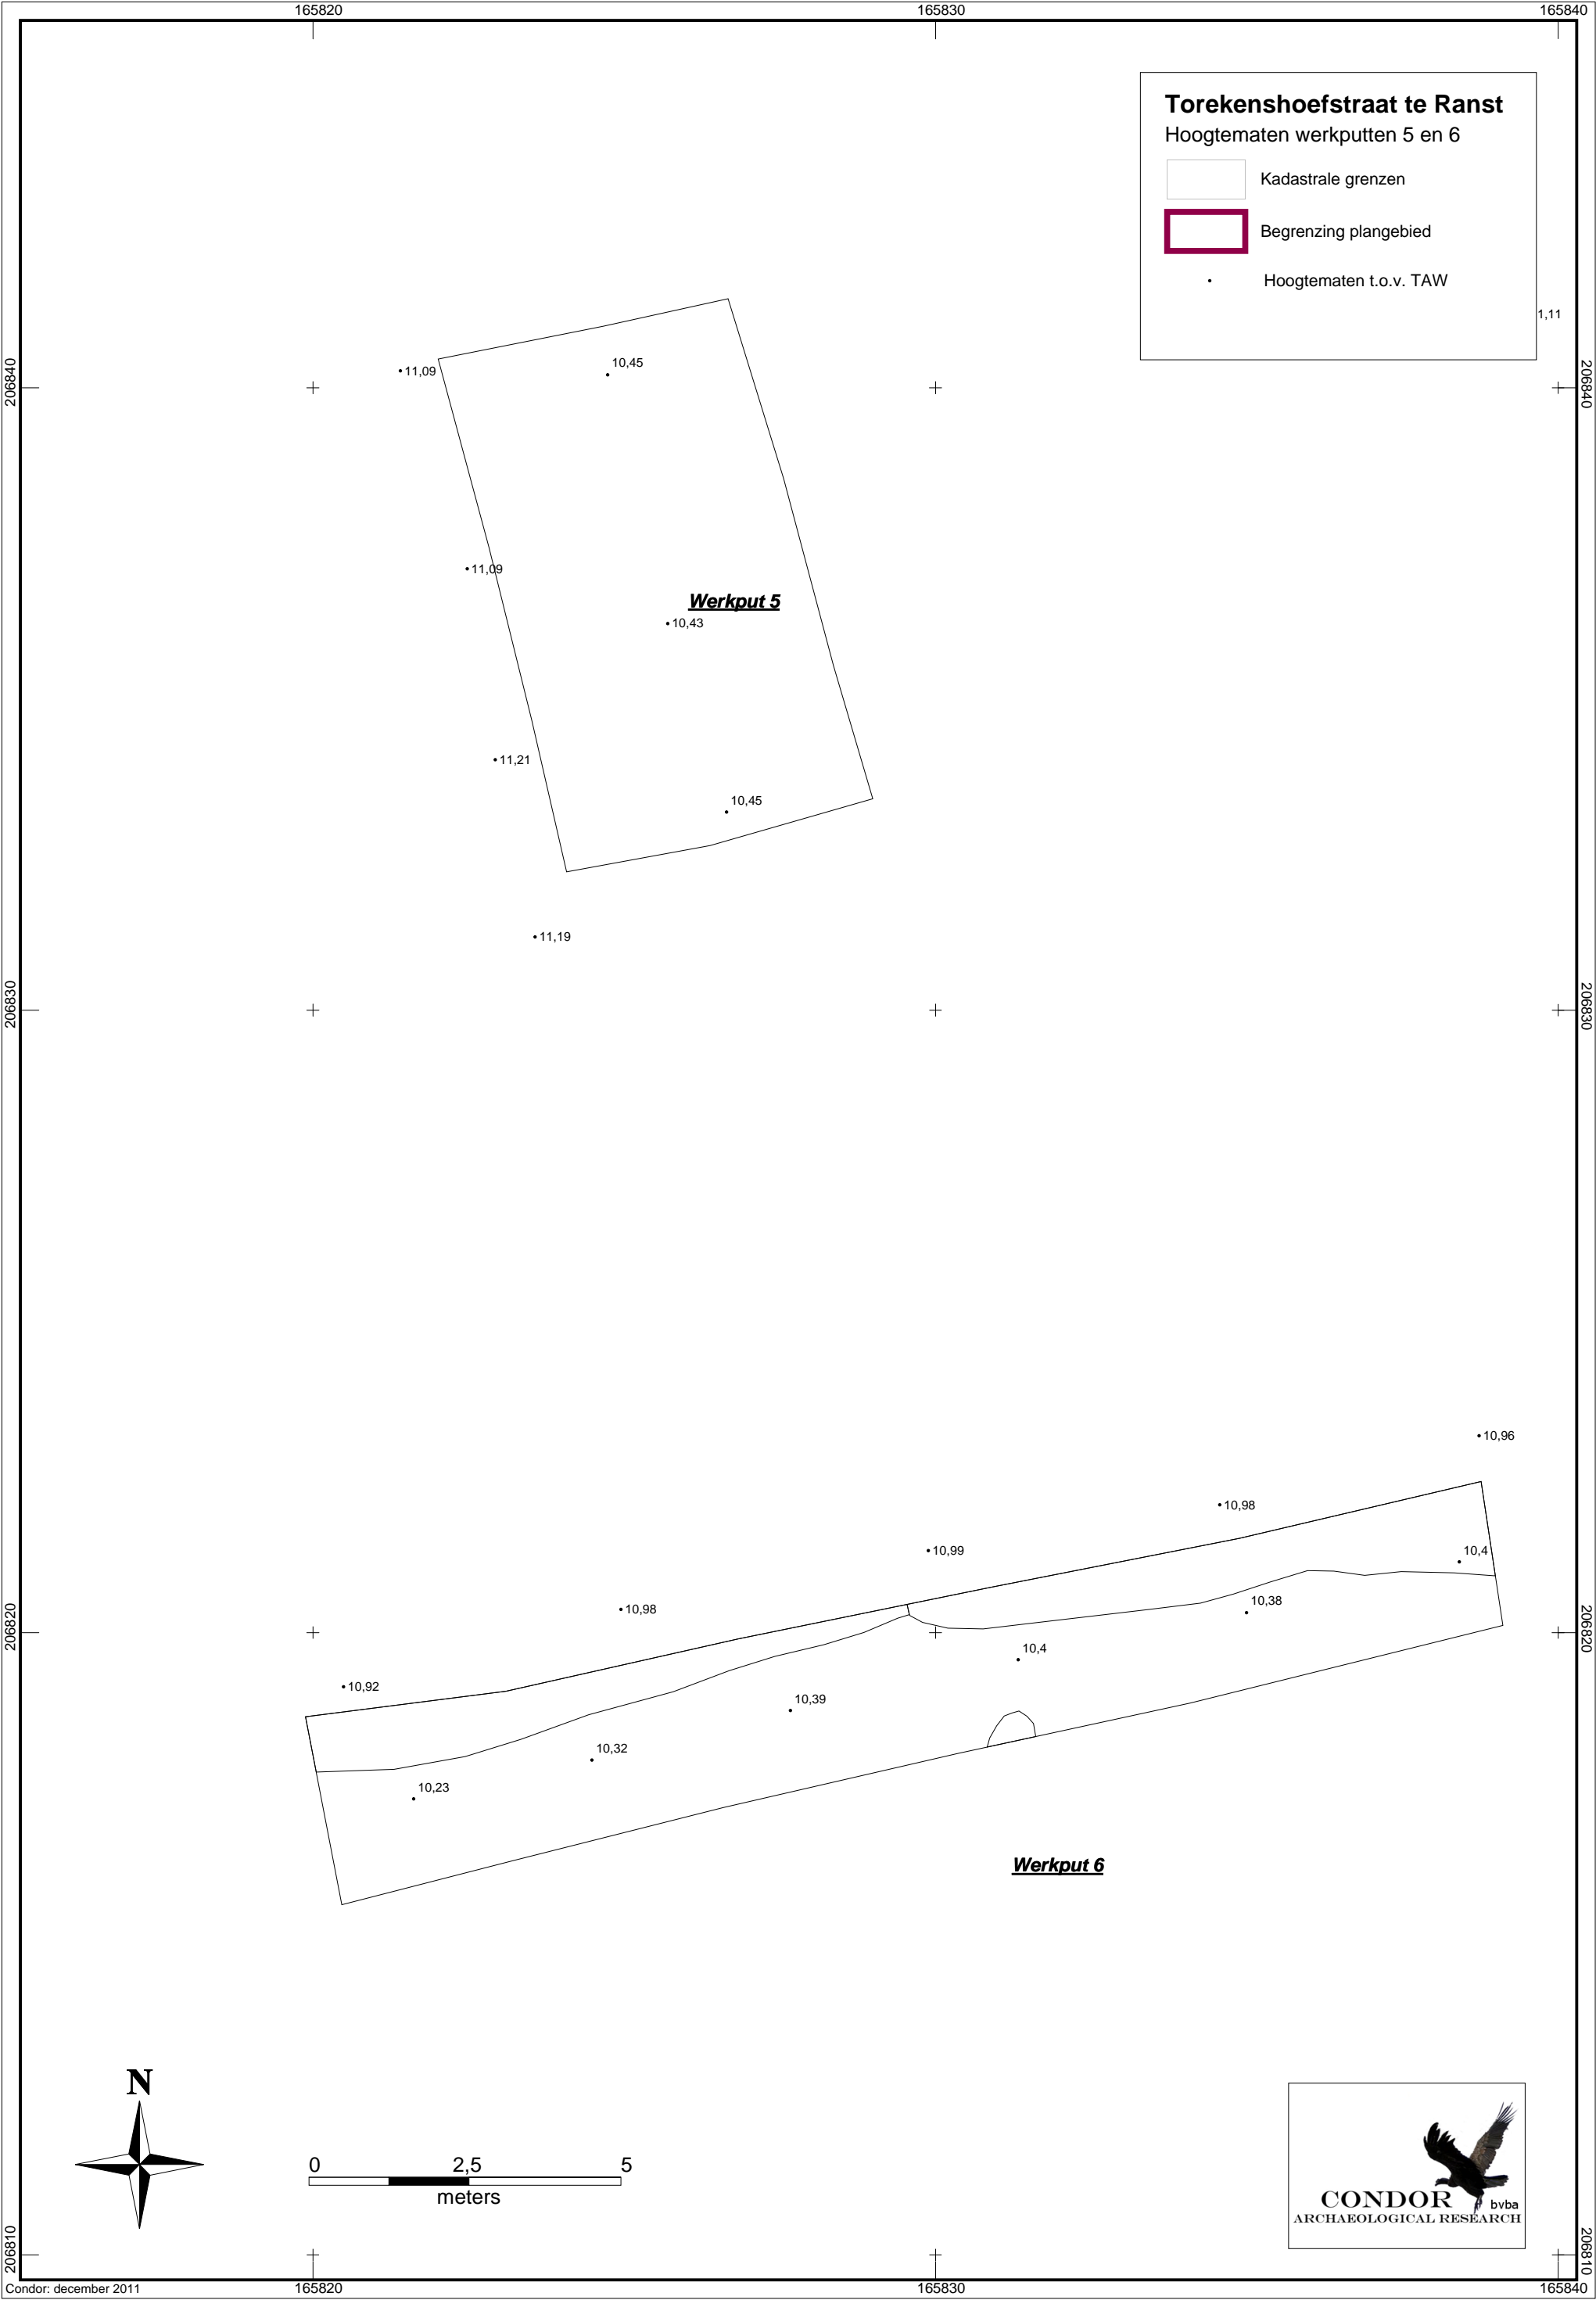 165820
165830
165840
Torekenshoefstraat te Ranst
Hoogtematen werkputten 5 en 6
Kadastrale grenzen
Begrenzing plangebied
Hoogtematen t.o.v. TAW
1,11
206840
206840
11,09
10,45
11,09
Werkput 5
10,43
11,21
10,45
11,19
206830
206830
10,96
10,98
10,99
10,4
10,98
10,38
206820
206820
10,4
10,92
10,39
10,32
10,23
Werkput 6
N
0 2,5 5
meters
CONDOR bvba
ARCHAEOLOGICAL RESEARCH
206810
206810
Condor: december 2011
165820
165830
165840